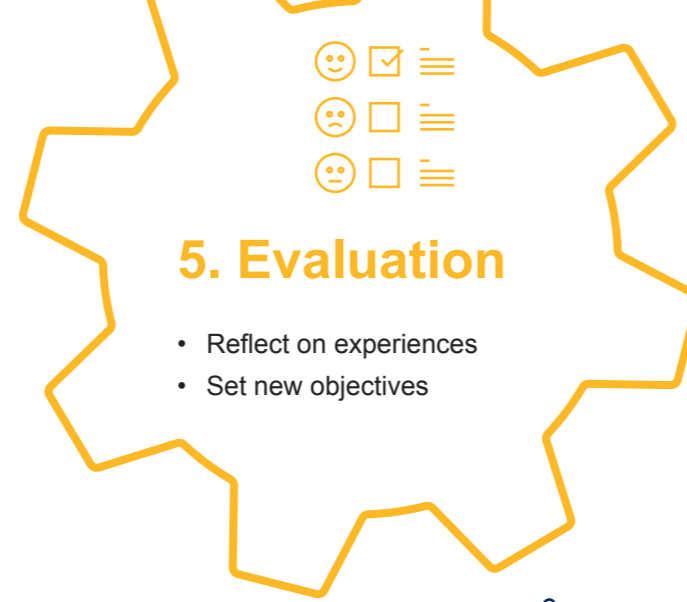 5. Evaluation
• Reflect on experiences
• Set new objectives